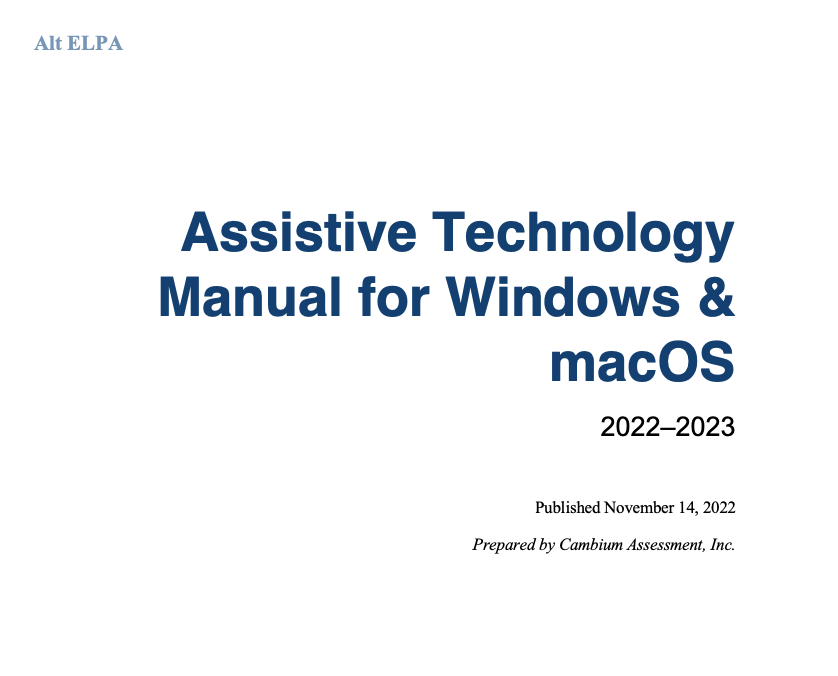 Alt ELPA
Assistive Technology
Manual for Windows &
macOS
2022–2023
Published November 14, 2022
Prepared by Cambium Assessment, Inc.